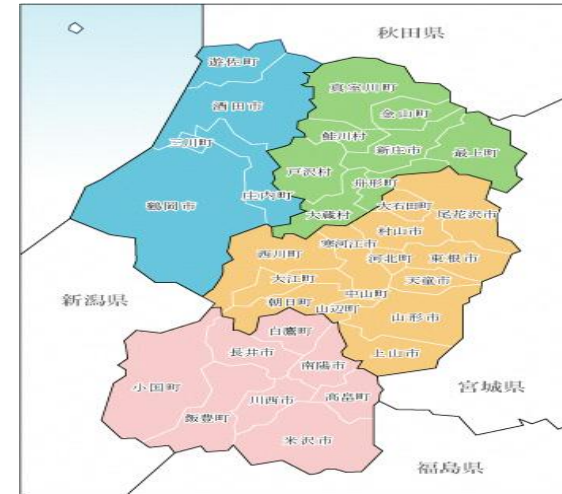 秋田県
遊佐町
真室川町
酒田市
金山町
三川町
鮭川村
新庄市
最上町
戸沢村
庄内町
舟形町
鶴岡市
大蔵村
大石田町
尾花沢市
村山市
西川町
寒河江市
河北町
東根市
大江町
天童市
新潟県
朝日町
中山町
山辺町
山形市
白鷹町
長井市
上山市
南陽市
小国町
宮城県
川西市
高畠町
飯豊町
米沢市
福島県